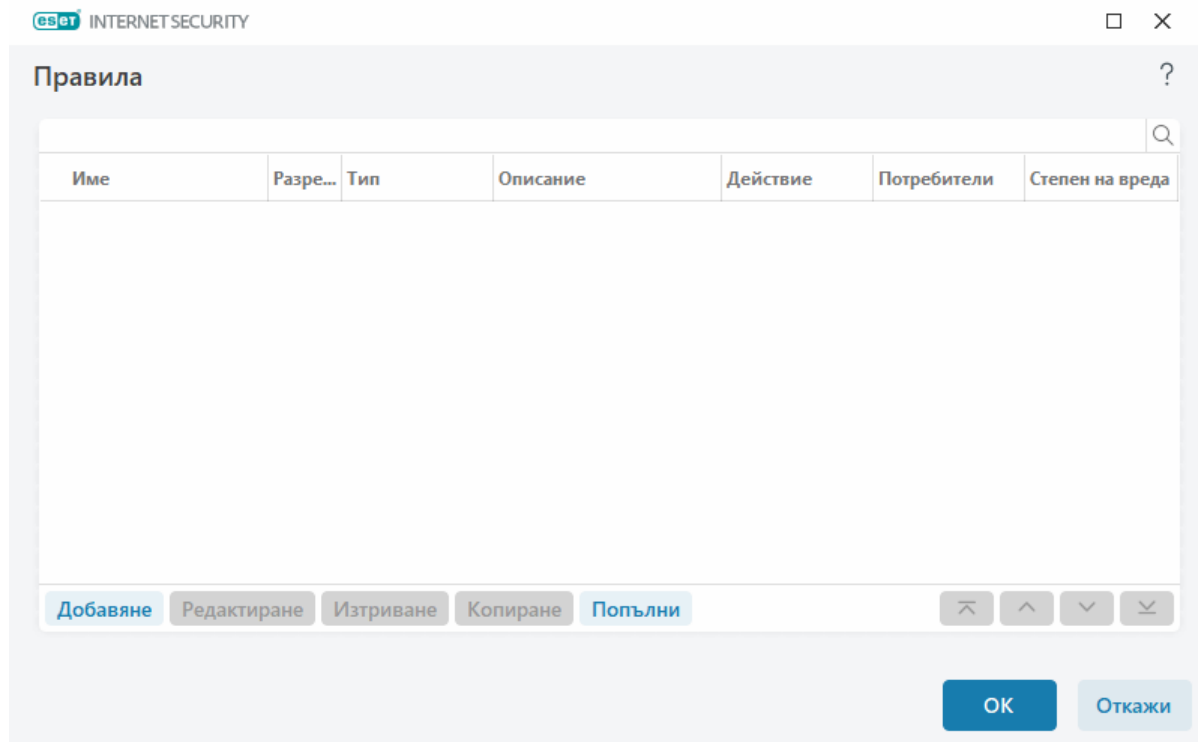 eset INTERNET SECURITY
Правила
?
Име Разре... Тип Описание Действие Потребители Степен на вреда
Добавяне Редактиране Изтриване Копиране Попълни
ОК Откажи